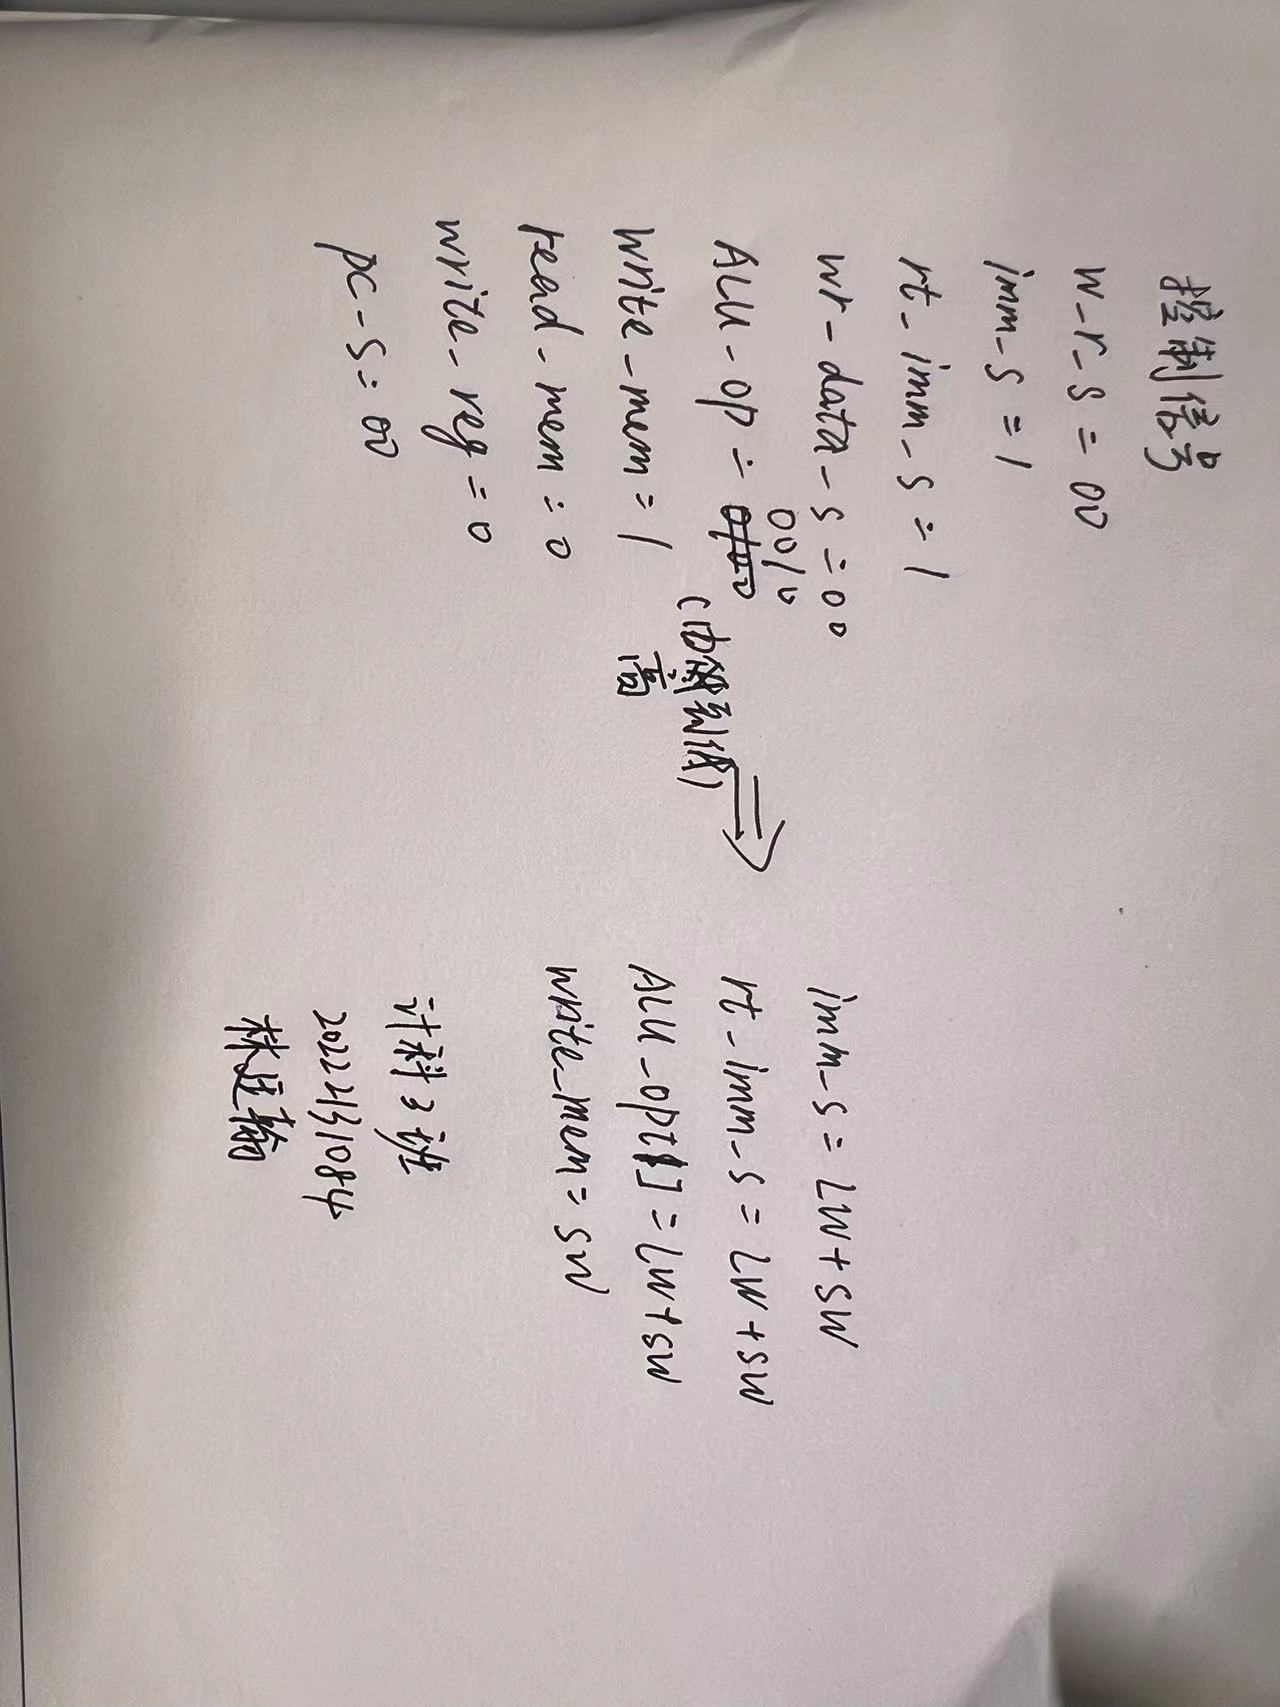 控制信号
w_r_s = 00
imm_s = 1
rt_imm_s = 1
wr_data_s = 00
0010
ALU_op =
(由高到低)
write_mem = 1
read_mem = 0
write_reg = 0
pc_s = 00
⇒
imm_s = LW + SW
rt_imm_s = LW + SW
ALU_op[1] = LW + SW
write_mem = SW
计科3班
20222131084
林廷翰